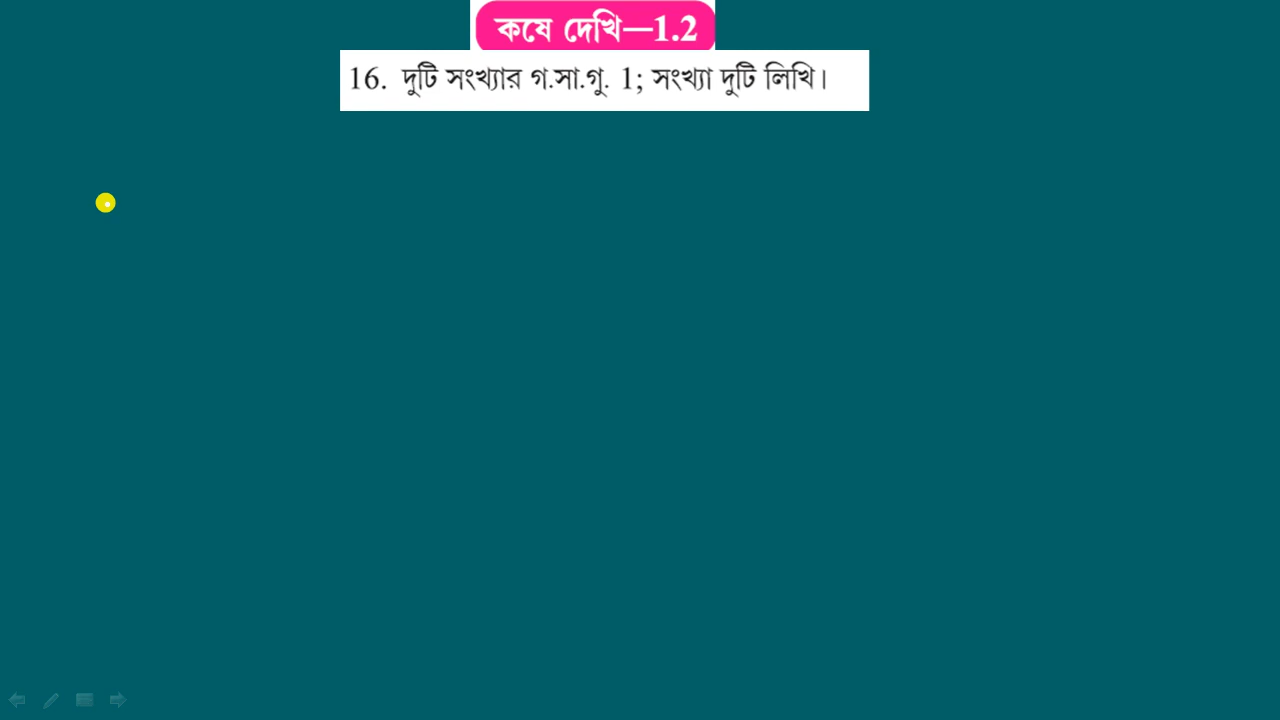 কষে দেখি—1.2
16. দুটি সংখ্যার গ.সা.গু. 1; সংখ্যা দুটি লিখি।